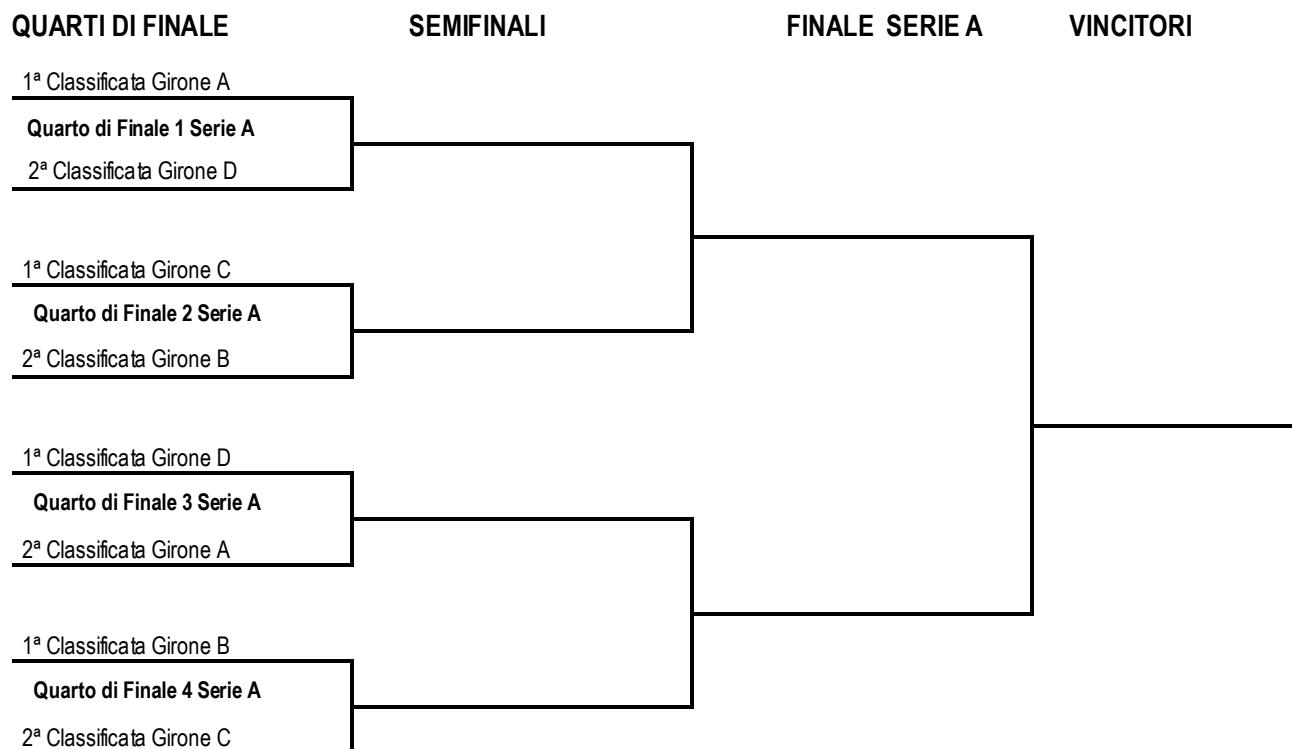 QUARTI DI FINALE SEMIFINALI FINALE SERIE A VINCITORI
1ª Classificata Girone A
Quarto di Finale 1 Serie A
2ª Classificata Girone D
1ª Classificata Girone C
Quarto di Finale 2 Serie A
2ª Classificata Girone B
1ª Classificata Girone D
Quarto di Finale 3 Serie A
2ª Classificata Girone A
1ª Classificata Girone B
Quarto di Finale 4 Serie A
2ª Classificata Girone C